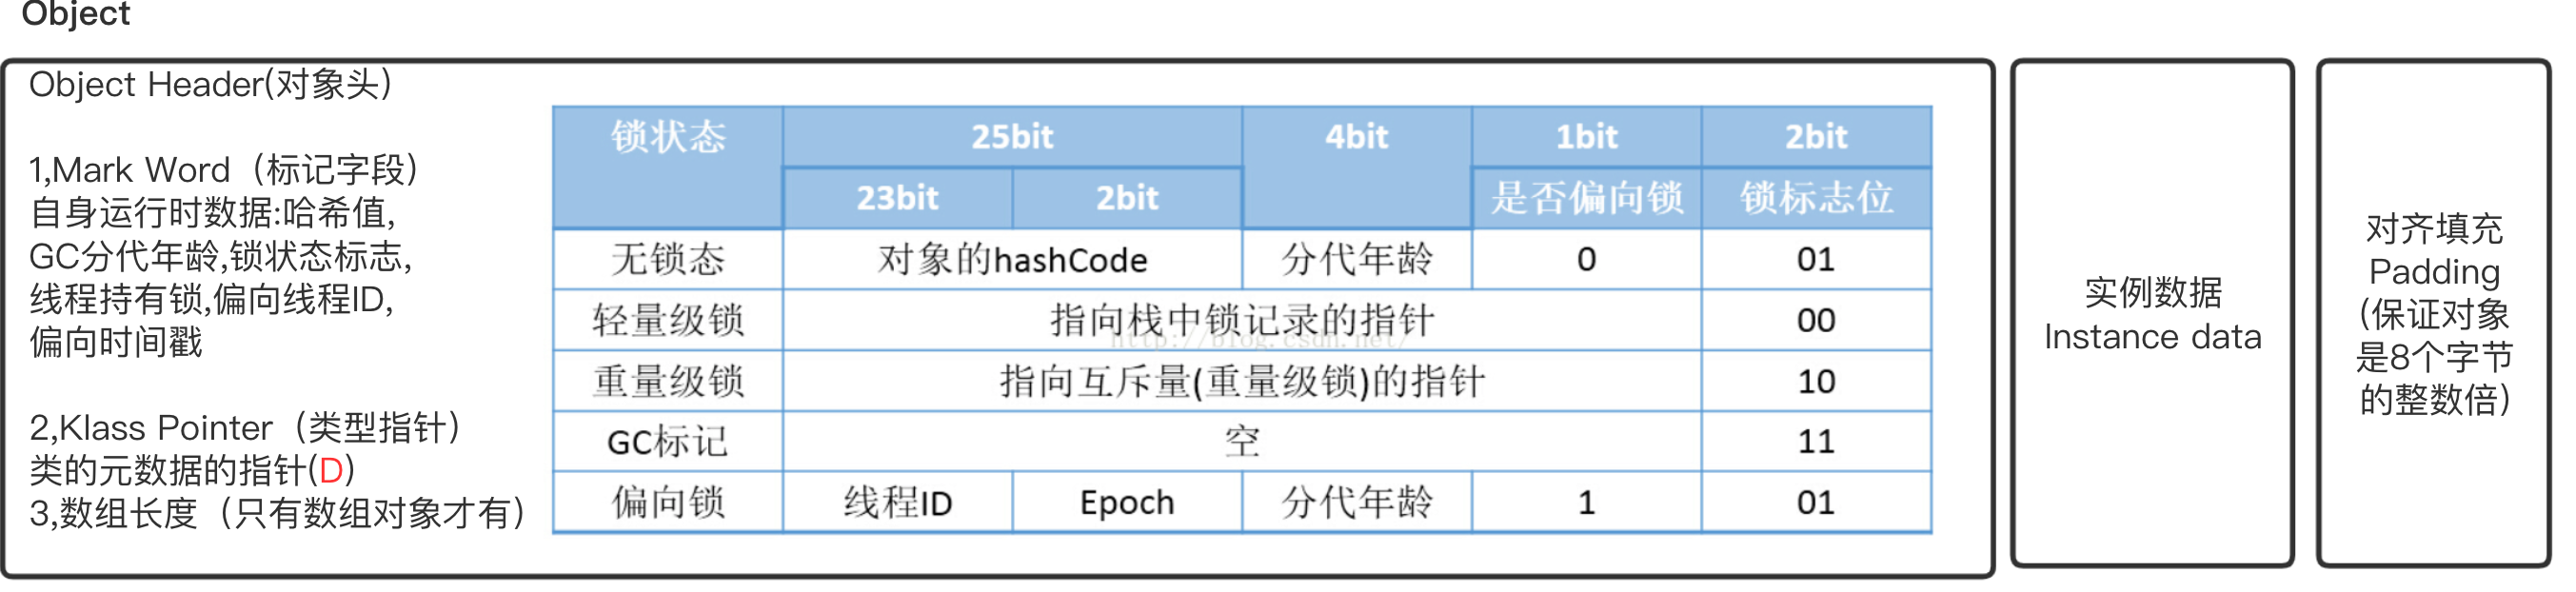 Object
Object Header(对象头)
1,Mark Word（标记字段）
自身运行时数据:哈希值,
GC分代年龄,锁状态标志,
线程持有锁,偏向线程ID,
偏向时间戳
2,Klass Pointer（类型指针）
类的元数据的指针(D)
3,数组长度（只有数组对象才有）
锁状态 25bit 4bit 1bit 2bit
23bit 2bit 是否偏向锁 锁标志位
无锁态 对象的hashCode 分代年龄 0 01
轻量级锁 指向栈中锁记录的指针 00
http://blog.csdn.net/
重量级锁 指向互斥量(重量级锁)的指针 10
GC标记 空 11
偏向锁 线程ID Epoch 分代年龄 1 01
实例数据
Instance data
对齐填充
Padding
(保证对象
是8个字节
的整数倍)